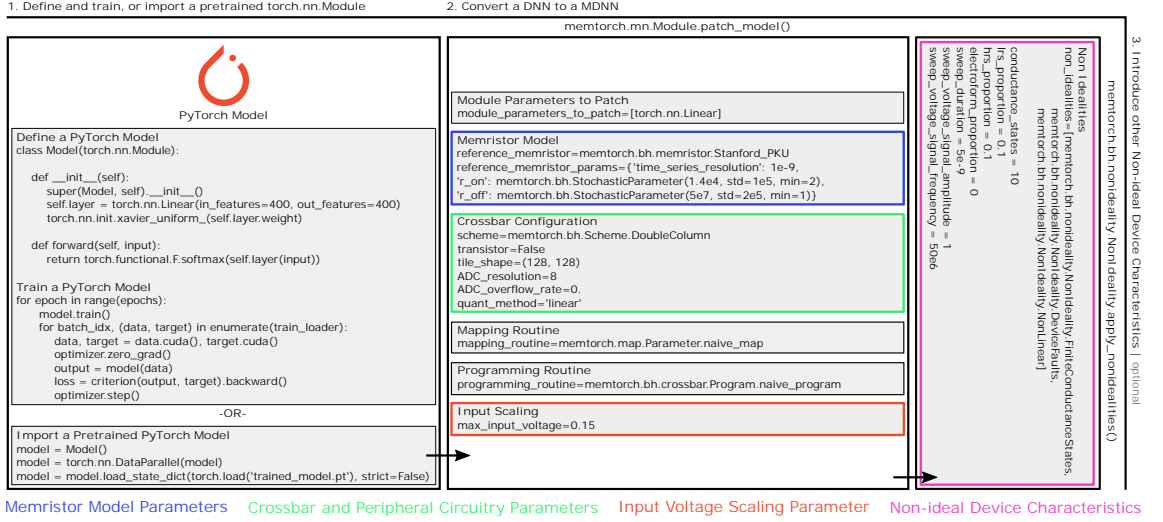 1. Define and train, or import a pretrained torch.nn.Module
2. Convert a DNN to a MDNN
memtorch.mn.Module.patch_model()
PyTorch Model
Define a PyTorch Model
class Model(torch.nn.Module):
def __init__(self):
super(Model, self).__init__()
self.layer = torch.nn.Linear(in_features=400, out_features=400)
torch.nn.init.xavier_uniform_(self.layer.weight)
def forward(self, input):
return torch.functional.F.softmax(self.layer(input))
Train a PyTorch Model
for epoch in range(epochs):
model.train()
for batch_idx, (data, target) in enumerate(train_loader):
data, target = data.cuda(), target.cuda()
optimizer.zero_grad()
output = model(data)
loss = criterion(output, target).backward()
optimizer.step()
-OR-
Import a Pretrained PyTorch Model
model = Model()
model = torch.nn.DataParallel(model)
model = model.load_state_dict(torch.load('trained_model.pt'), strict=False)
Module Parameters to Patch
module_parameters_to_patch=[torch.nn.Linear]
Memristor Model
reference_memristor=memtorch.bh.memristor.Stanford_PKU
reference_memristor_params={'time_series_resolution': 1e-9,
'r_on': memtorch.bh.StochasticParameter(1.4e4, std=1e5, min=2),
'r_off': memtorch.bh.StochasticParameter(5e7, std=2e5, min=1)}
Crossbar Configuration
scheme=memtorch.bh.Scheme.DoubleColumn
transistor=False
tile_shape=(128, 128)
ADC_resolution=8
ADC_overflow_rate=0.
quant_method='linear'
Mapping Routine
mapping_routine=memtorch.map.Parameter.naive_map
Programming Routine
programming_routine=memtorch.bh.crossbar.Program.naive_program
Input Scaling
max_input_voltage=0.15
3. Introduce other Non-ideal Device Characteristics | optional
memtorch.bh.nonideality.NonIdeality.apply_nonidealities()
Non Idealities
non_idealities=[memtorch.bh.nonideality.NonIdeality.FiniteConductanceStates,
memtorch.bh.nonideality.NonIdeality.DeviceFaults,
memtorch.bh.nonideality.NonIdeality.NonLinear]
conductance_states = 10
lrs_proportion = 0.1
hrs_proportion = 0.1
electroform_proportion = 0
sweep_duration = 5e-9
sweep_voltage_signal_amplitude = 1
sweep_voltage_signal_frequency = 50e6
Memristor Model Parameters
Crossbar and Peripheral Circuitry Parameters
Input Voltage Scaling Parameter
Non-ideal Device Characteristics